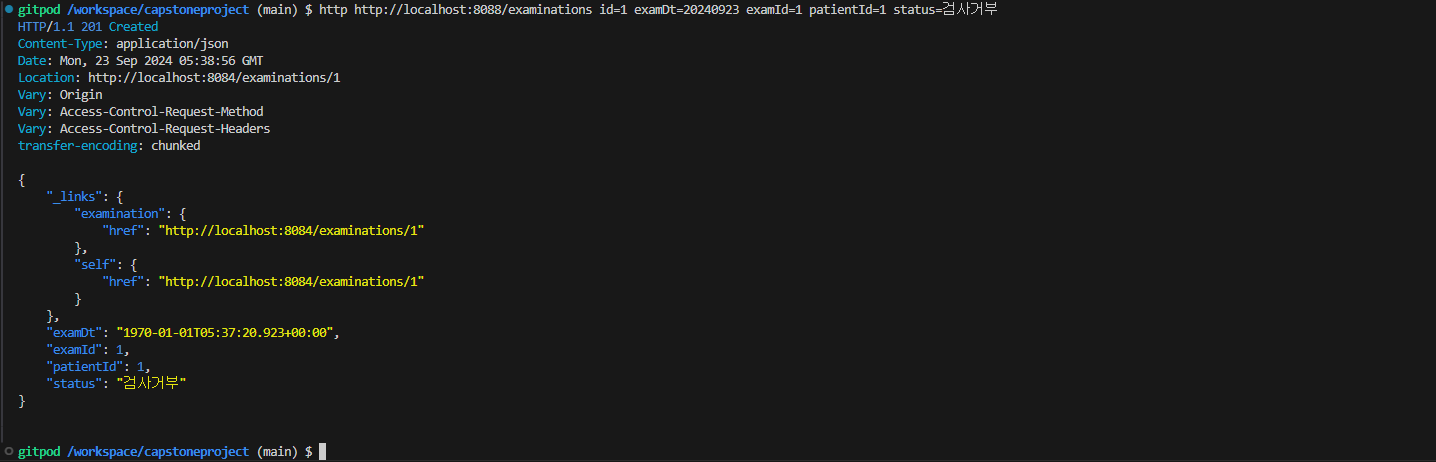 gitpod /workspace/capstoneproject (main) $ http http://localhost:8088/examinations id=1 examDt=20240923 examId=1 patientId=1 status=검사거부
HTTP/1.1 201 Created
Content-Type: application/json
Date: Mon, 23 Sep 2024 05:38:56 GMT
Location: http://localhost:8084/examinations/1
Vary: Origin
Vary: Access-Control-Request-Method
Vary: Access-Control-Request-Headers
transfer-encoding: chunked
{
    "_links": {
        "examination": {
            "href": "http://localhost:8084/examinations/1"
        },
        "self": {
            "href": "http://localhost:8084/examinations/1"
        }
    },
    "examDt": "1970-01-01T05:37:20.923+00:00",
    "examId": 1,
    "patientId": 1,
    "status": "검사거부"
}
gitpod /workspace/capstoneproject (main) $